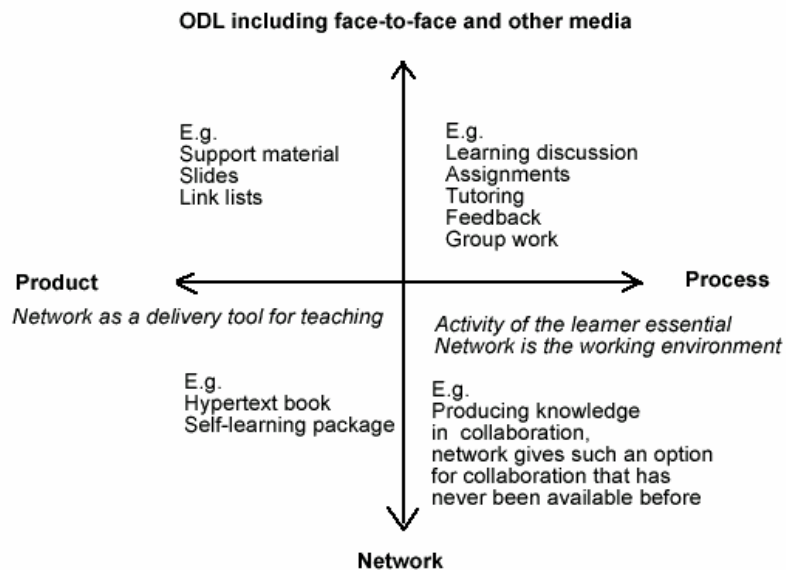 ODL including face-to-face and other media
E.g.
Support material
Slides
Link lists
E.g.
Learning discussion
Assignments
Tutoring
Feedback
Group work
Product
Process
Network as a delivery tool for teaching
Activity of the learner essential
Network is the working environment
E.g.
Hypertext book
Self-learning package
E.g.
Producing knowledge
in collaboration,
network gives such an option
for collaboration that has
never been available before
Network